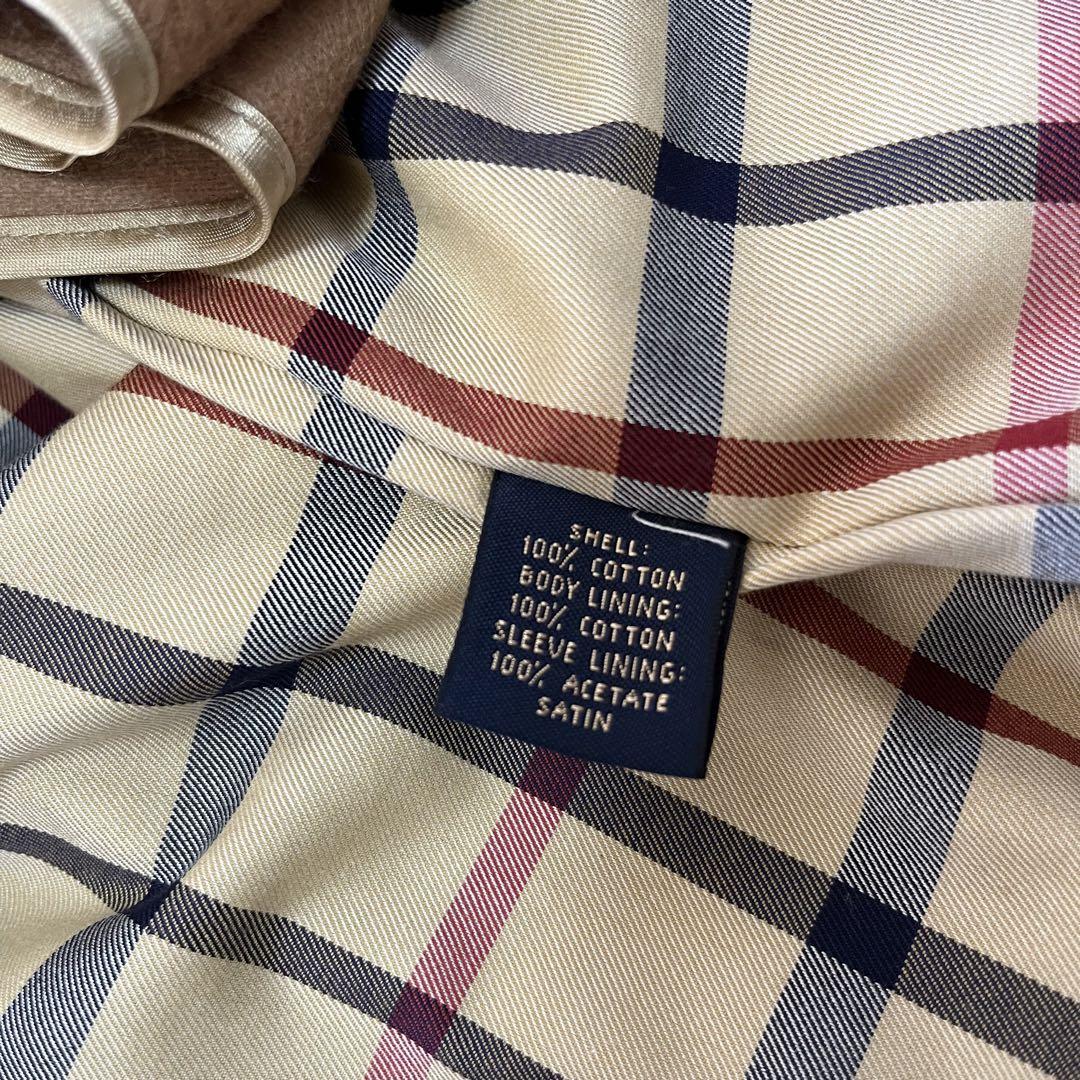 SHELL:
100% COTTON
BODY LINING:
100% COTTON
SLEEVE LINING:
100% ACETATE
SATIN